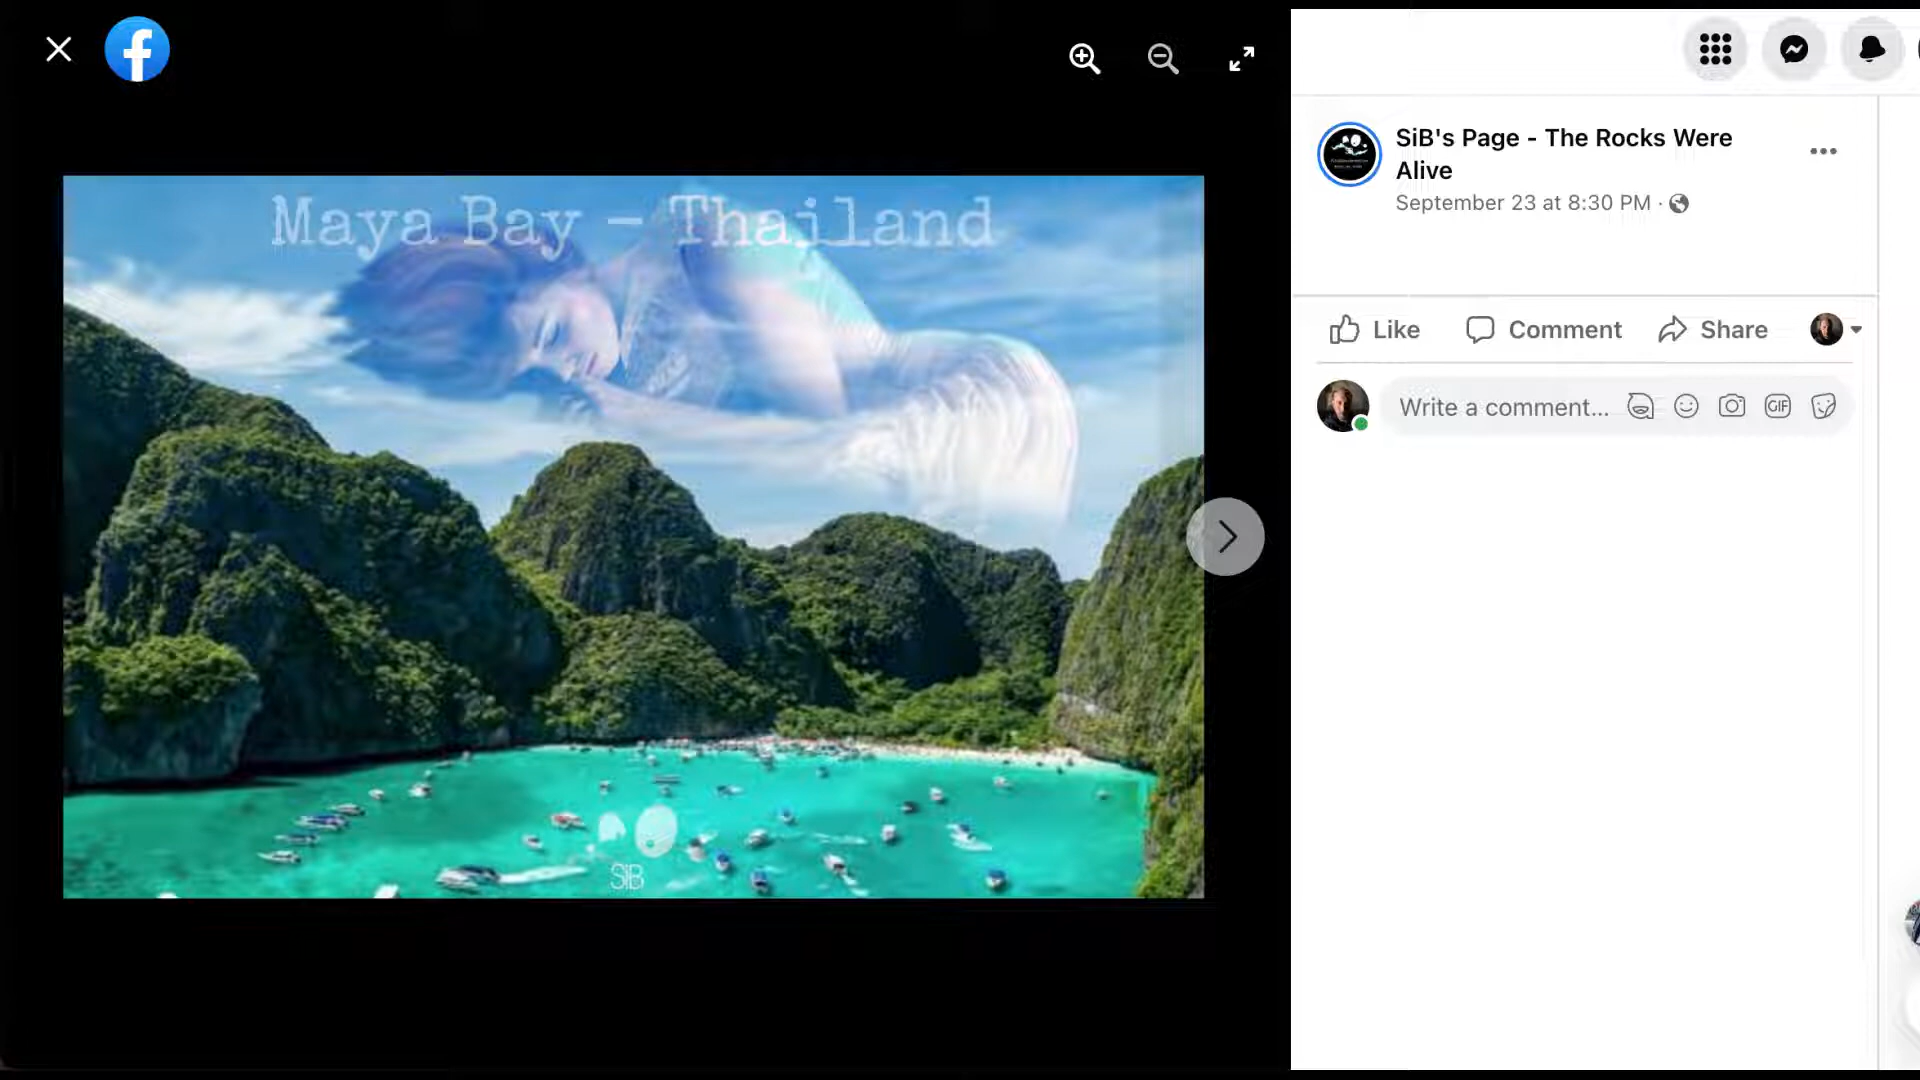 Maya Bay - Thailand
SiB
SiB's Page - The Rocks Were
Alive
September 23 at 8:30 PM ·
Like
Comment
Share
Write a comment...
GIF